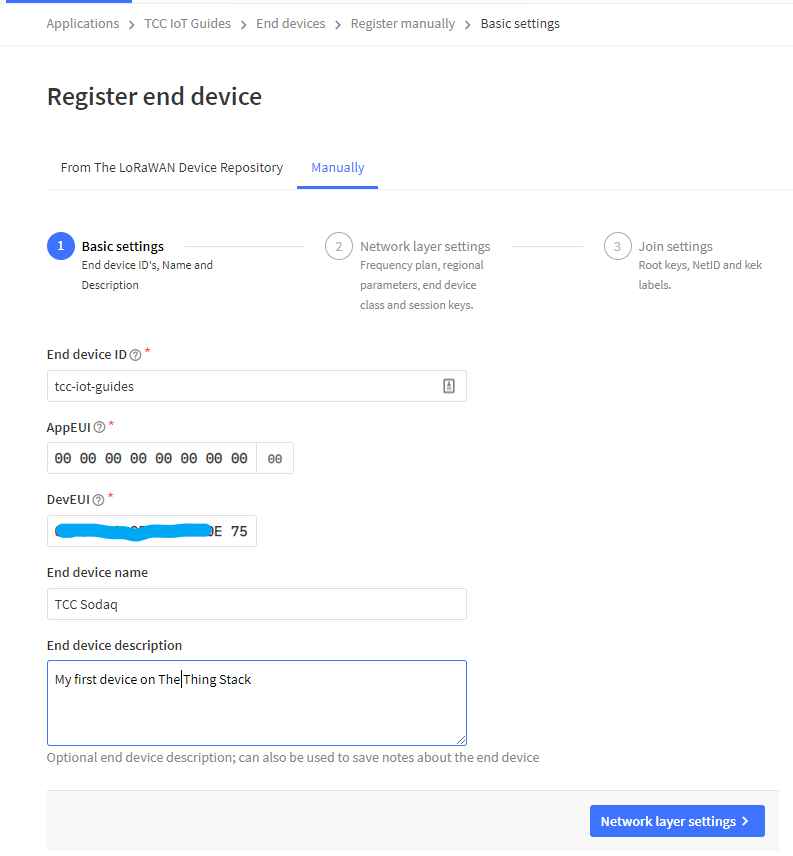 Applications > TCC IoT Guides > End devices > Register manually > Basic settings
Register end device
From The LoRaWAN Device Repository Manually
1 Basic settings
End device ID's, Name and
Description
2 Network layer settings
Frequency plan, regional
parameters, end device
class and session keys.
3 Join settings
Root keys, NetID and kek
labels.
End device ID *
tcc-iot-guides
AppEUI *
00 00 00 00 00 00 00 00 00
DevEUI *
75
End device name
TCC Sodaq
End device description
My first device on The Thing Stack
Optional end device description; can also be used to save notes about the end device
Network layer settings >